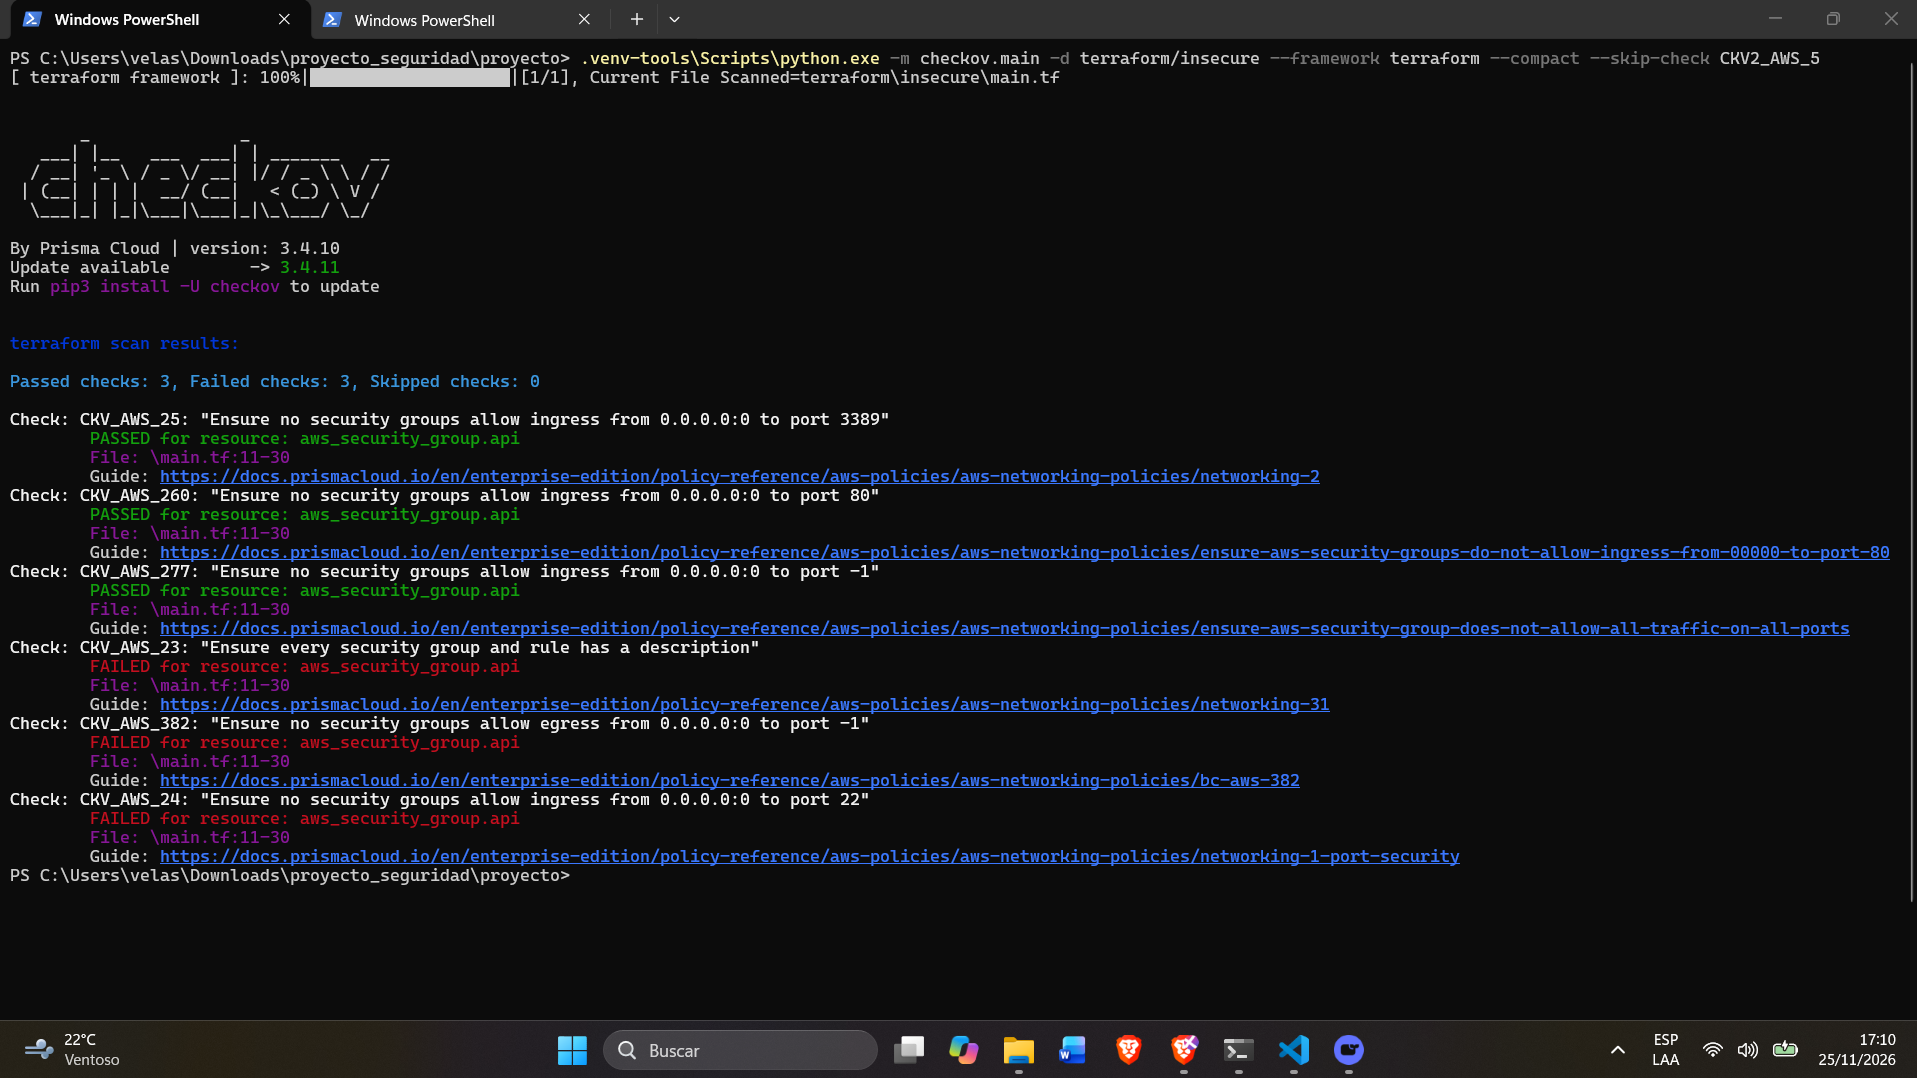 Windows PowerShell
Windows PowerShell
PS C:\Users\velas\Downloads\proyecto_seguridad\proyecto> .venv-tools\Scripts\python.exe -m checkov.main -d terraform/insecure --framework terraform --compact --skip-check CKV2_AWS_5
[ terraform framework ]: 100%|████████████████████|[1/1], Current File Scanned=terraform\insecure\main.tf
checkov
By Prisma Cloud | version: 3.4.10
Update available        -> 3.4.11
Run pip3 install -U checkov to update
terraform scan results:
Passed checks: 3, Failed checks: 3, Skipped checks: 0
Check: CKV_AWS_25: "Ensure no security groups allow ingress from 0.0.0.0:0 to port 3389"
PASSED for resource: aws_security_group.api
File: \main.tf:11-30
Guide: https://docs.prismacloud.io/en/enterprise-edition/policy-reference/aws-policies/aws-networking-policies/networking-2
Check: CKV_AWS_260: "Ensure no security groups allow ingress from 0.0.0.0:0 to port 80"
PASSED for resource: aws_security_group.api
File: \main.tf:11-30
Guide: https://docs.prismacloud.io/en/enterprise-edition/policy-reference/aws-policies/aws-networking-policies/ensure-aws-security-groups-do-not-allow-ingress-from-00000-to-port-80
Check: CKV_AWS_277: "Ensure no security groups allow ingress from 0.0.0.0:0 to port -1"
PASSED for resource: aws_security_group.api
File: \main.tf:11-30
Guide: https://docs.prismacloud.io/en/enterprise-edition/policy-reference/aws-policies/aws-networking-policies/ensure-aws-security-group-does-not-allow-all-traffic-on-all-ports
Check: CKV_AWS_23: "Ensure every security group and rule has a description"
FAILED for resource: aws_security_group.api
File: \main.tf:11-30
Guide: https://docs.prismacloud.io/en/enterprise-edition/policy-reference/aws-policies/aws-networking-policies/networking-31
Check: CKV_AWS_382: "Ensure no security groups allow egress from 0.0.0.0:0 to port -1"
FAILED for resource: aws_security_group.api
File: \main.tf:11-30
Guide: https://docs.prismacloud.io/en/enterprise-edition/policy-reference/aws-policies/aws-networking-policies/bc-aws-382
Check: CKV_AWS_24: "Ensure no security groups allow ingress from 0.0.0.0:0 to port 22"
FAILED for resource: aws_security_group.api
File: \main.tf:11-30
Guide: https://docs.prismacloud.io/en/enterprise-edition/policy-reference/aws-policies/aws-networking-policies/networking-1-port-security
PS C:\Users\velas\Downloads\proyecto_seguridad\proyecto>
22°C
Ventoso
Buscar
ESP
LAA
17:10
25/11/2026